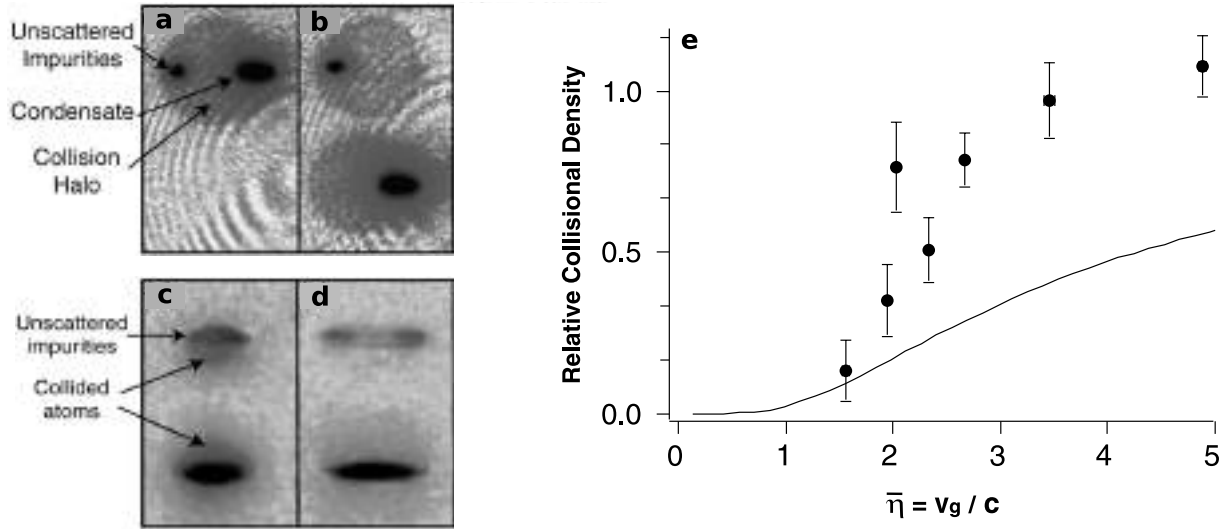 a
b
Unscattered
Impurities
Condensate
Collision
Halo
c
d
Unscattered
impurities
Collided
atoms
e
Relative Collisional Density
1.0
0.5
0.0
0 1 2 3 4 5
η̅ = vg / c